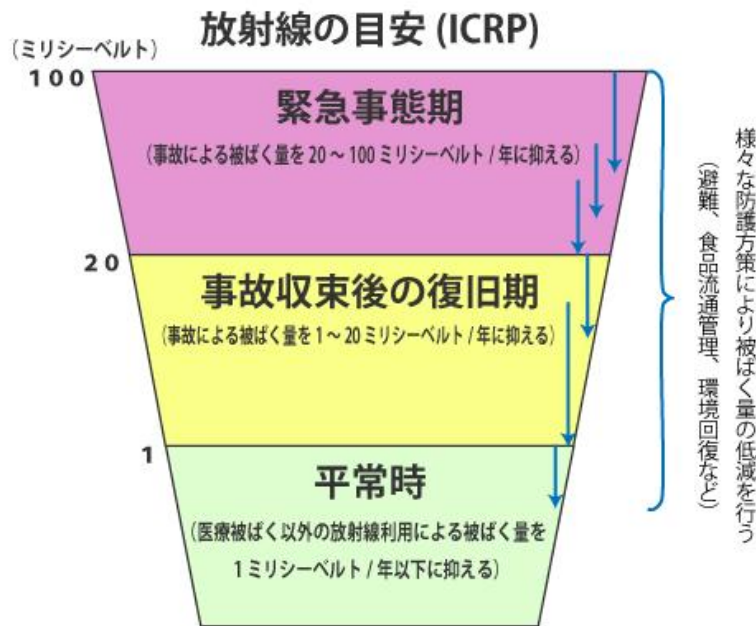 放射線の目安 (ICRP)
(ミリシーベルト)
100
緊急事態期
(事故による被ばく量を 20 ~ 100 ミリシーベルト / 年に抑える)
20
事故収束後の復旧期
(事故による被ばく量を 1 ~ 20 ミリシーベルト / 年に抑える)
1
平常時
(医療被ばく以外の放射線利用による被ばく量を
1 ミリシーベルト / 年以下に抑える)
様々な防護方策により被ばく量の低減を行う
(避難、食品流通管理、環境回復など)